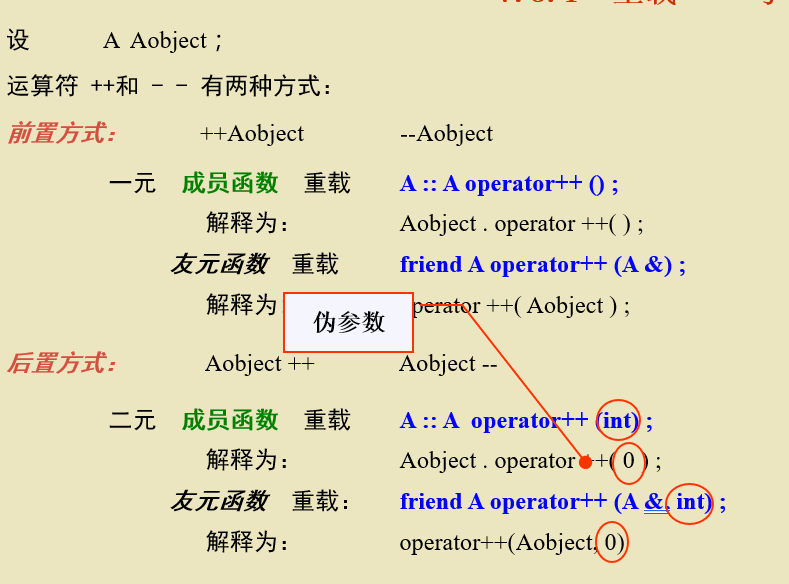 设 A Aobject ;
运算符 ++和 - - 有两种方式：
前置方式： ++Aobject --Aobject
一元 成员函数 重载 A :: A operator++ () ;
解释为： Aobject . operator ++( ) ;
友元函数 重载 friend A operator++ (A &) ;
解释为 operator ++( Aobject ) ;
伪参数
后置方式： Aobject ++ Aobject --
二元 成员函数 重载 A :: A operator++ (int) ;
解释为： Aobject . operator ++( 0 ) ;
友元函数 重载： friend A operator++ (A &, int) ;
解释为： operator++(Aobject, 0)